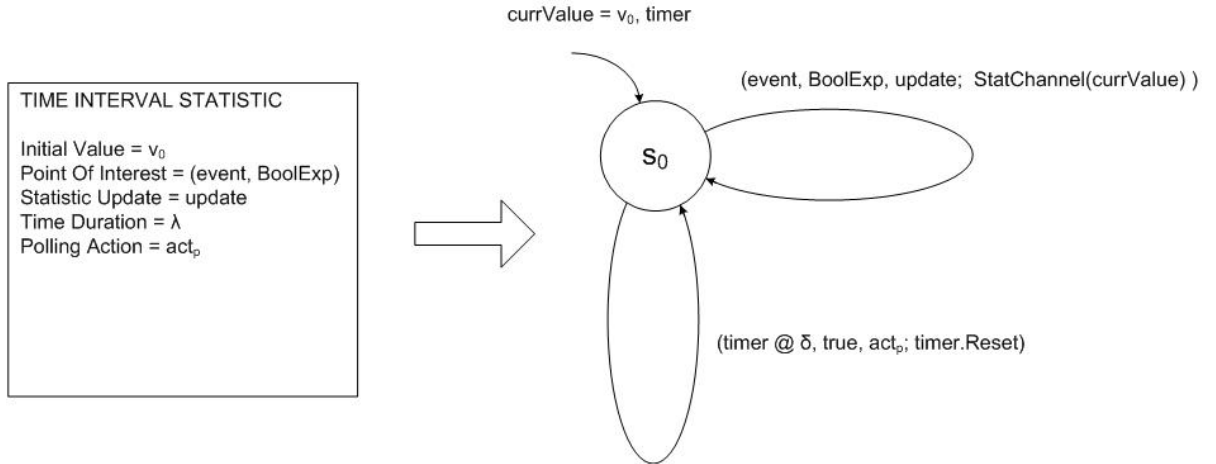 currValue = v₀, timer
TIME INTERVAL STATISTIC
Initial Value = v₀
Point Of Interest = (event, BoolExp)
Statistic Update = update
Time Duration = λ
Polling Action = actₚ
(event, BoolExp, update;  StatChannel(currValue) )
s₀
(timer @ δ, true, actₚ; timer.Reset)